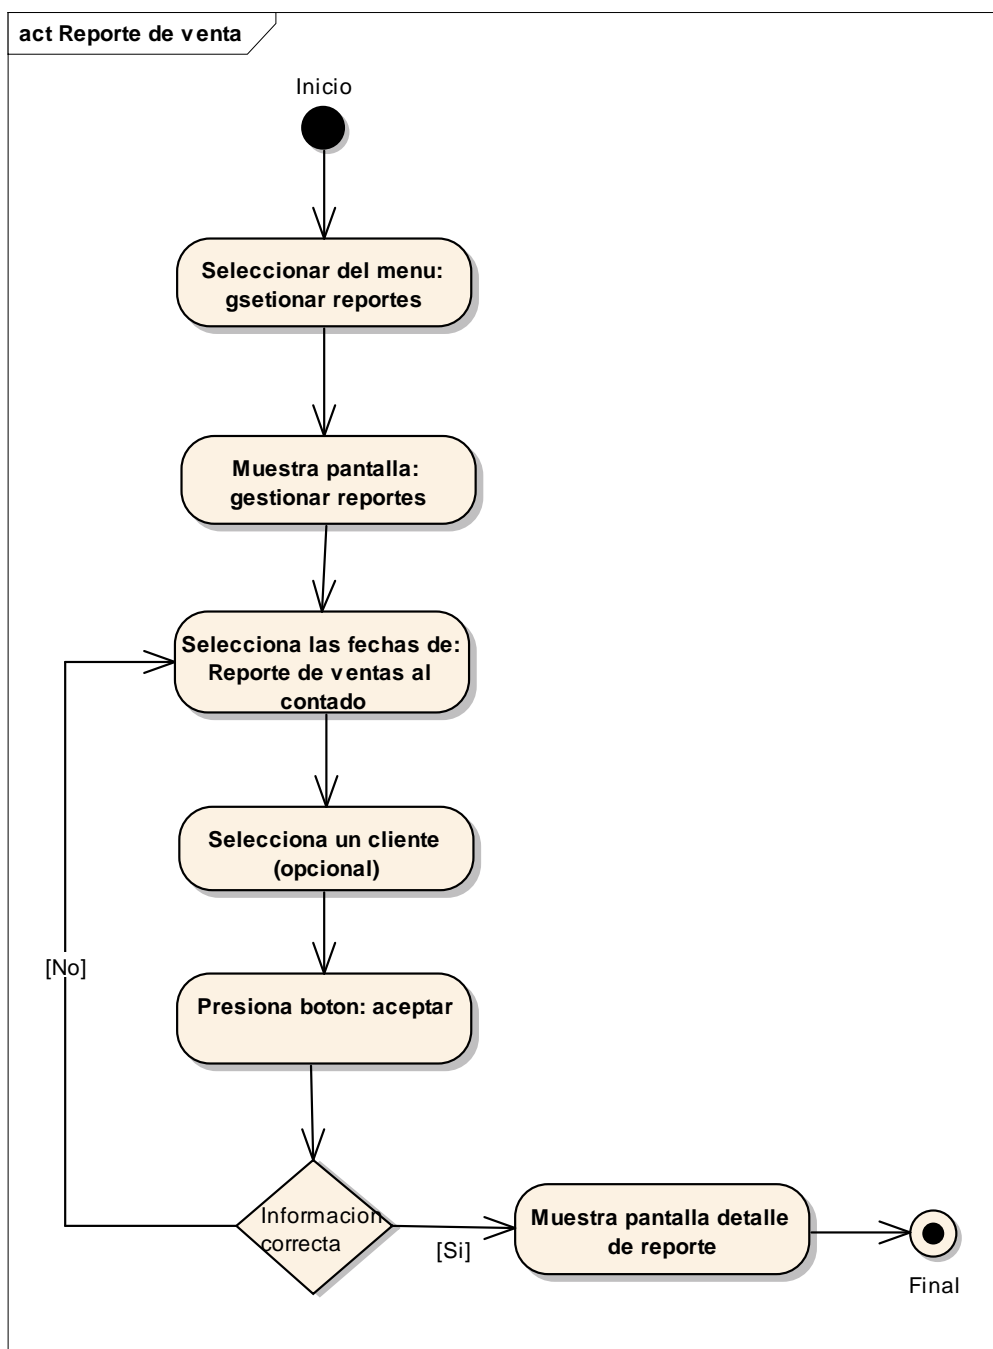 act Reporte de venta
Inicio
Seleccionar del menu:
gsetionar reportes
Muestra pantalla:
gestionar reportes
Selecciona las fechas de:
Reporte de ventas al
contado
Selecciona un cliente
(opcional)
[No]
Presiona boton: aceptar
Informacion
correcta
[Si]
Muestra pantalla detalle
de reporte
Final